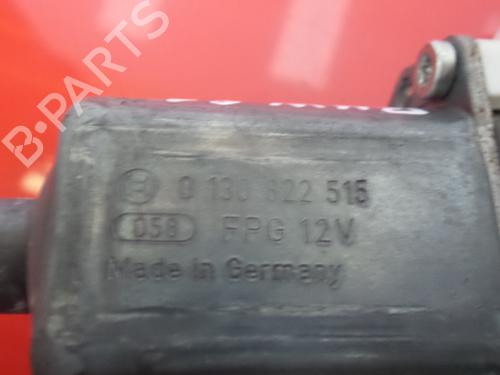 B-PARTS
0 130 822 515
058 FPG 12V
Made in Germany